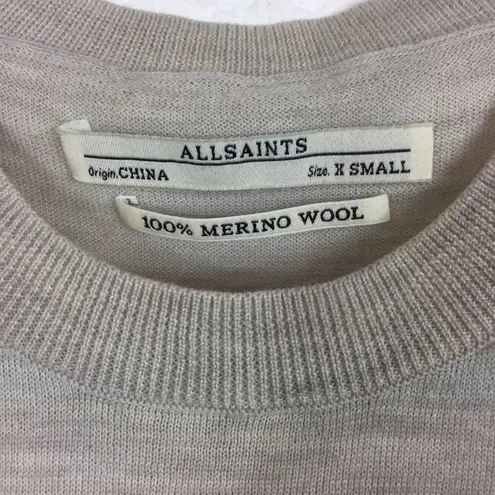 ALLSAINTS
Origin.CHINA Size. X SMALL
100% MERINO WOOL